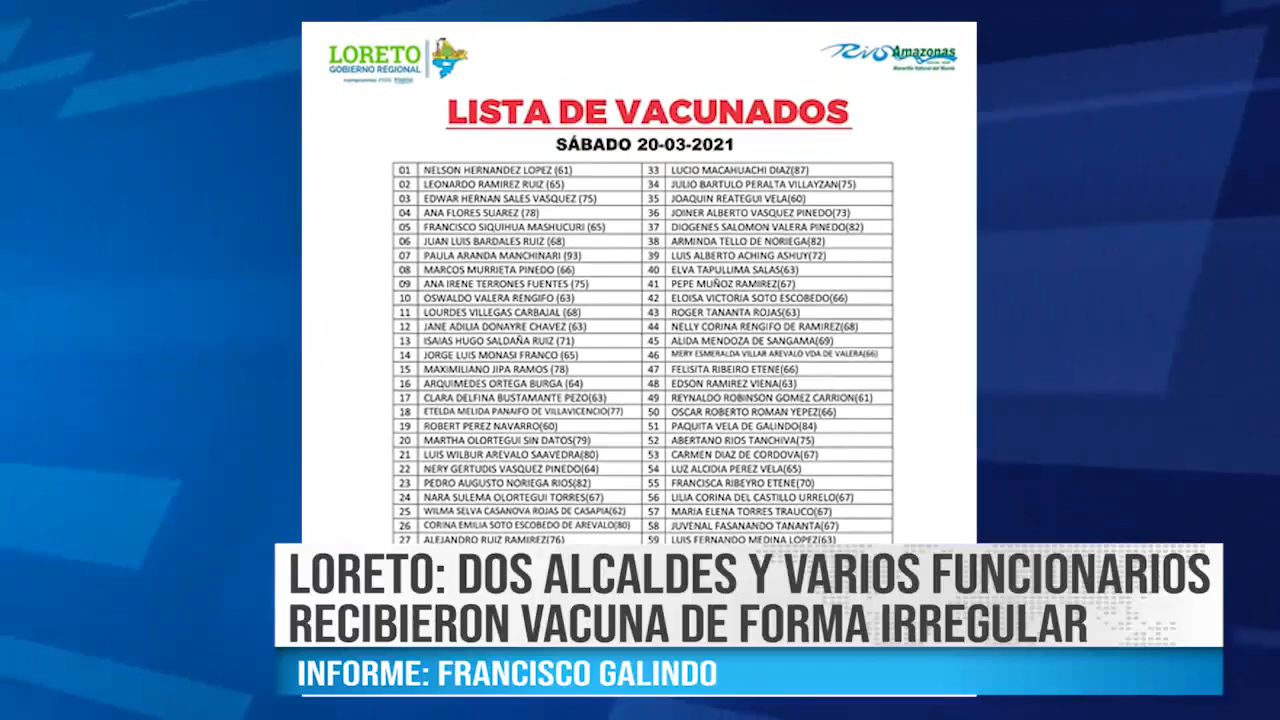 LORETO
GOBIERNO REGIONAL
Rio Amazonas
Maravilla Natural del Mundo
LISTA DE VACUNADOS
SÁBADO 20-03-2021
01 NELSON HERNANDEZ LOPEZ (61) 33 LUCIO MACAHUACHI DIAZ(87)
02 LEONARDO RAMIREZ RUIZ (65) 34 JULIO BARTULO PERALTA VILLAYZAN(75)
03 EDWAR HERNAN SALES VASQUEZ (75) 35 JOAQUIN REATEGUI VELA(60)
04 ANA FLORES SUAREZ (78) 36 JOINER ALBERTO VASQUEZ PINEDO(73)
05 FRANCISCO SIQUIHUA MASHUCURI (65) 37 DIOGENES SALOMON VALERA PINEDO(82)
06 JUAN LUIS BARDALES RUIZ (68) 38 ARMINDA TELLO DE NORIEGA(82)
07 PAULA ARANDA MANCHINARI (93) 39 LUIS ALBERTO ACHING ASHUY(72)
08 MARCOS MURRIETA PINEDO (66) 40 ELVA TAPULLIMA SALAS(63)
09 ANA IRENE TERRONES FUENTES (75) 41 PEPE MUÑOZ RAMIREZ(67)
10 OSWALDO VALERA RENGIFO (63) 42 ELOISA VICTORIA SOTO ESCOBEDO(66)
11 LOURDES VILLEGAS CARBAJAL (68) 43 ROGER TANANTA ROJAS(63)
12 JANE ADILIA DONAYRE CHAVEZ (63) 44 NELLY CORINA RENGIFO DE RAMIREZ(68)
13 ISAIAS HUGO SALDAÑA RUIZ (71) 45 ALIDA MENDOZA DE SANGAMA(69)
14 JORGE LUIS MONASI FRANCO (65) 46 MERY ESMERALDA VILLAR AREVALO VDA DE VALERA(66)
15 MAXIMILIANO JIPA RAMOS (78) 47 FELISITA RIBEIRO ETENE(66)
16 ARQUIMEDES ORTEGA BURGA (64) 48 EDSON RAMIREZ VIENA(63)
17 CLARA DELFINA BUSTAMANTE PEZO(63) 49 REYNALDO ROBINSON GOMEZ CARRION(61)
18 ETELDA MELIDA PANAIFO DE VILLAVICENCIO(77) 50 OSCAR ROBERTO ROMAN YEPEZ(66)
19 ROBERT PEREZ NAVARRO(60) 51 PAQUITA VELA DE GALINDO(84)
20 MARTHA OLORTEGUI SIN DATOS(79) 52 ABERTANO RIOS TANCHIVA(75)
21 LUIS WILBUR AREVALO SAAVEDRA(80) 53 CARMEN DIAZ DE CORDOVA(67)
22 NERY GERTUDIS VASQUEZ PINEDO(64) 54 LUZ ALCIDIA PEREZ VELA(65)
23 PEDRO AUGUSTO NORIEGA RIOS(82) 55 FRANCISCA RIBEYRO ETENE(70)
24 NARA SULEMA OLORTEGUI TORRES(67) 56 LILIA CORINA DEL CASTILLO URRELO(67)
25 WILMA SELVA CASANOVA ROJAS DE CASAPIA(62) 57 MARIA ELENA TORRES TRAUCO(67)
26 CORINA EMILIA SOTO ESCOBEDO DE AREVALO(80) 58 JUVENAL FASANANDO TANANTA(67)
27 ALEJANDRO RUIZ RAMIREZ(76) 59 LUIS FERNANDO MEDINA LOPEZ(63)
LORETO: DOS ALCALDES Y VARIOS FUNCIONARIOS
RECIBIERON VACUNA DE FORMA IRREGULAR
INFORME: FRANCISCO GALINDO